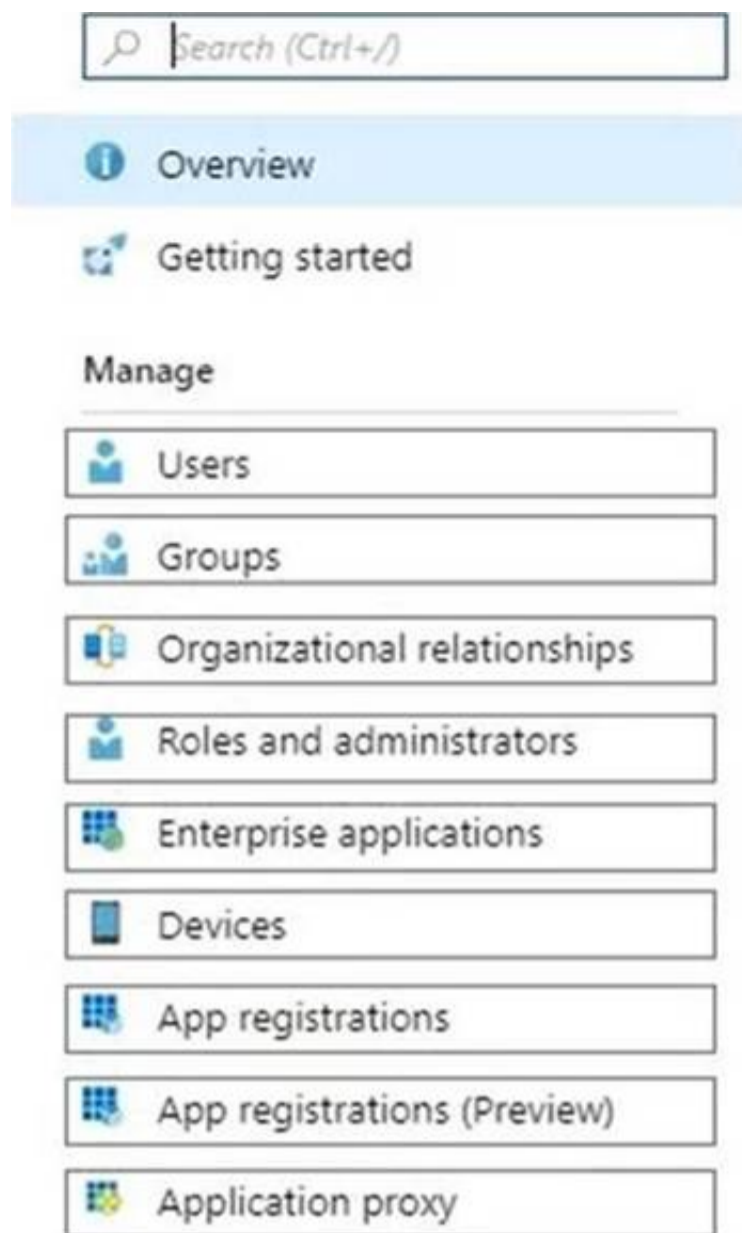 Search (Ctrl+/)
Overview
Getting started
Manage
Users
Groups
Organizational relationships
Roles and administrators
Enterprise applications
Devices
App registrations
App registrations (Preview)
Application proxy